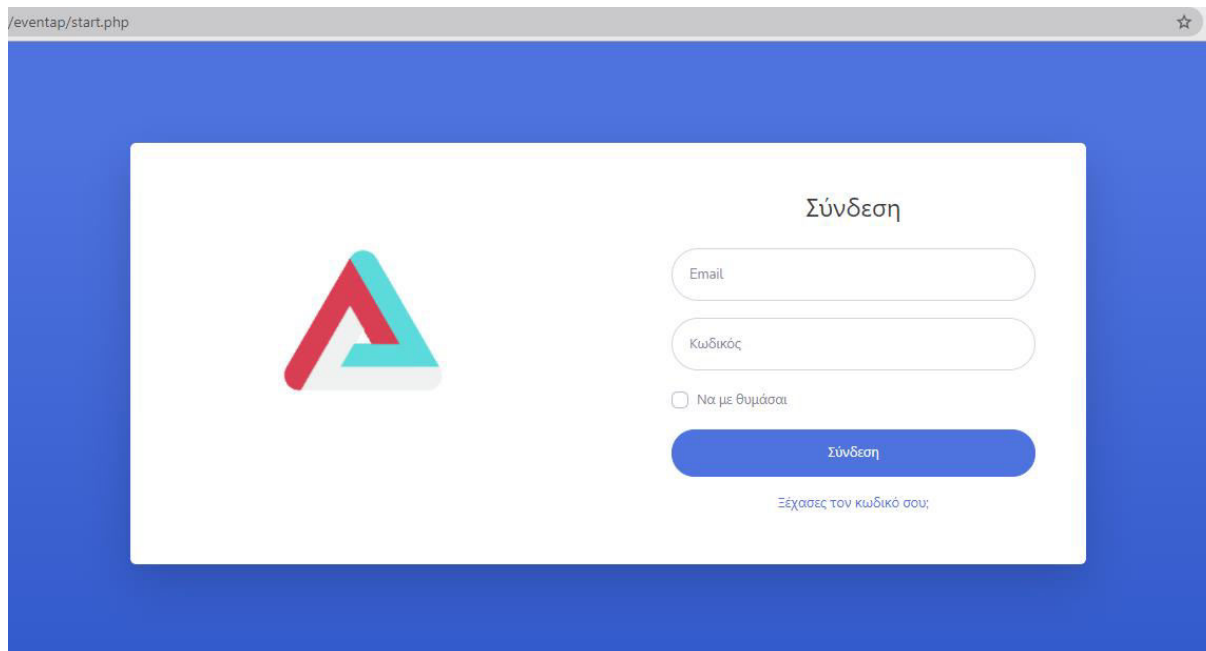 /eventap/start.php
Σύνδεση
Email
Κωδικός
Να με θυμάσαι
Σύνδεση
Ξέχασες τον κωδικό σου;